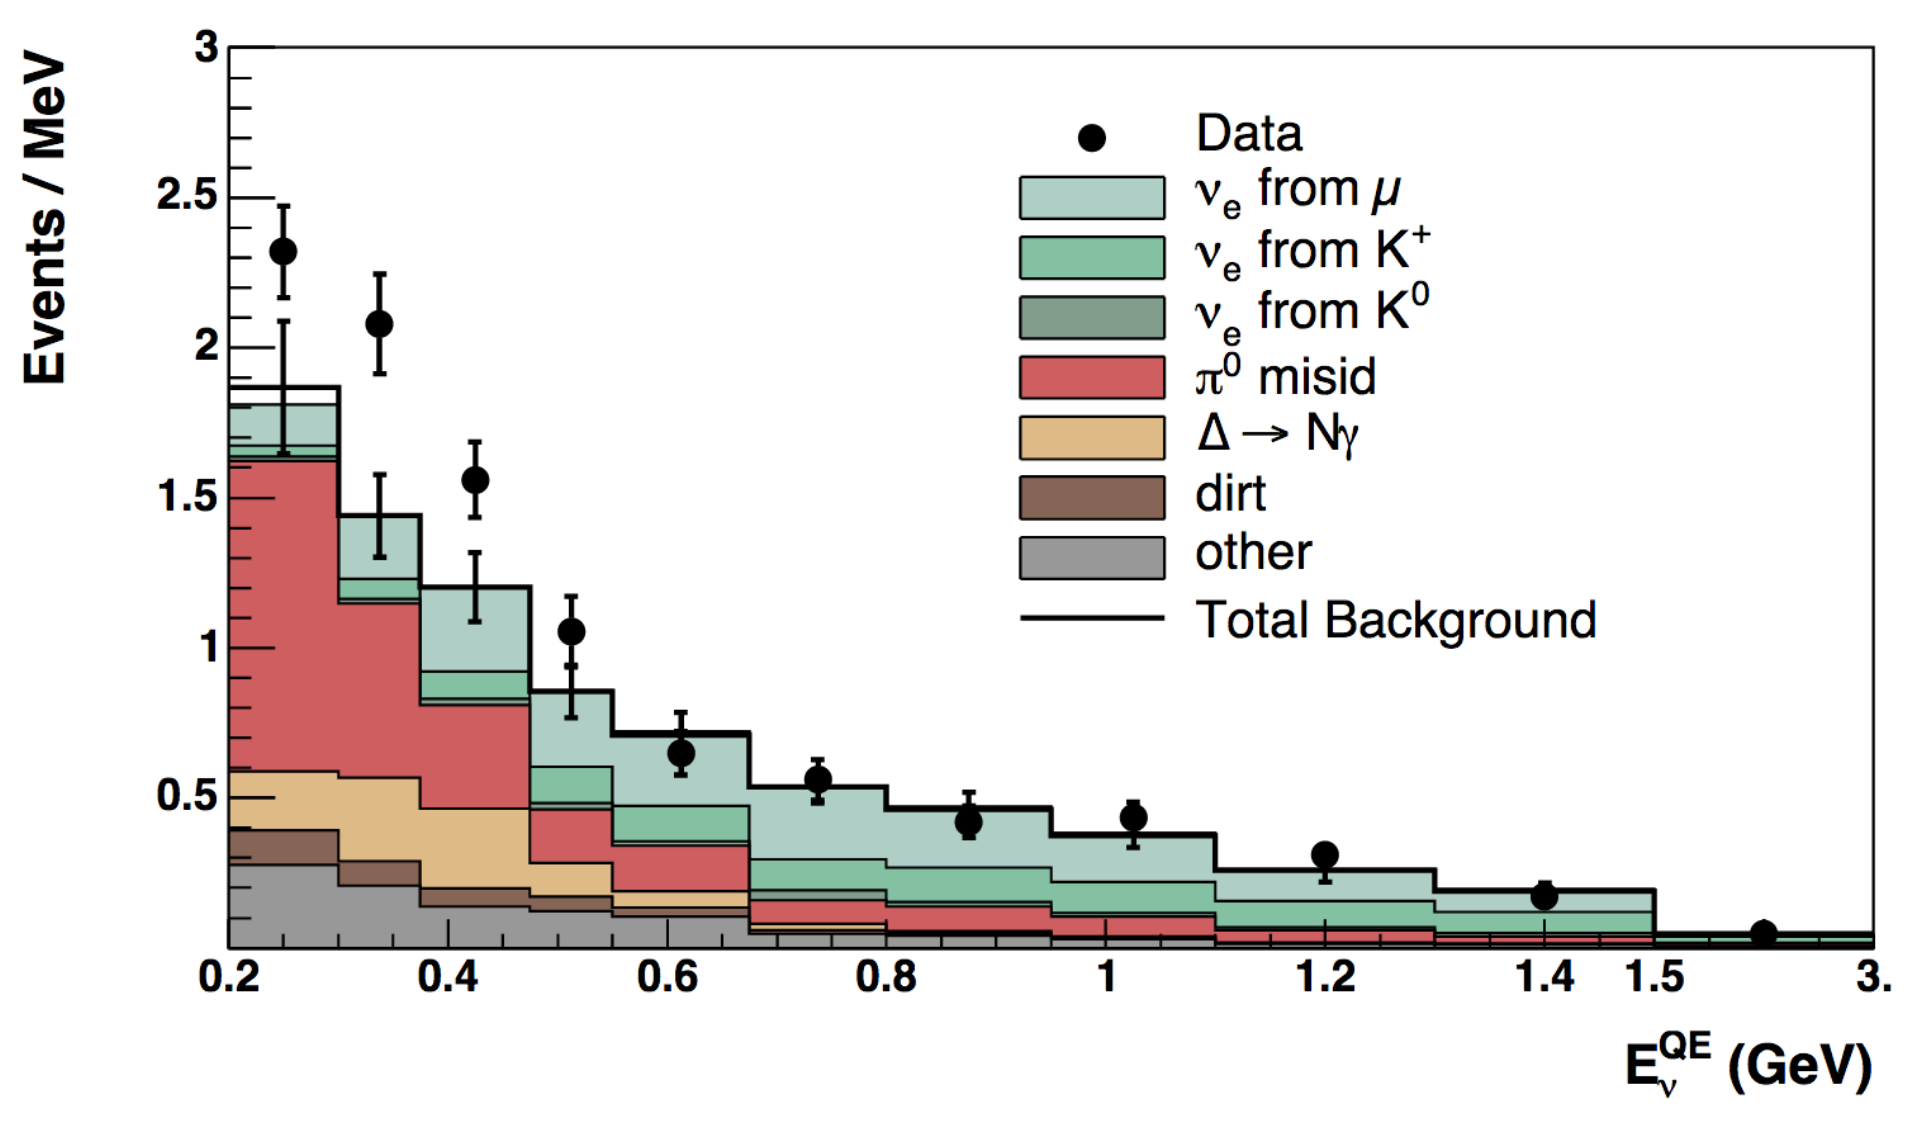 Events / MeV
3
2.5
2
1.5
1
0.5
Data
νe from μ
νe from K+
νe from K0
π0 misid
Δ → Nγ
dirt
other
Total Background
0.2 0.4 0.6 0.8 1 1.2 1.4 1.5 3.
EνQE (GeV)